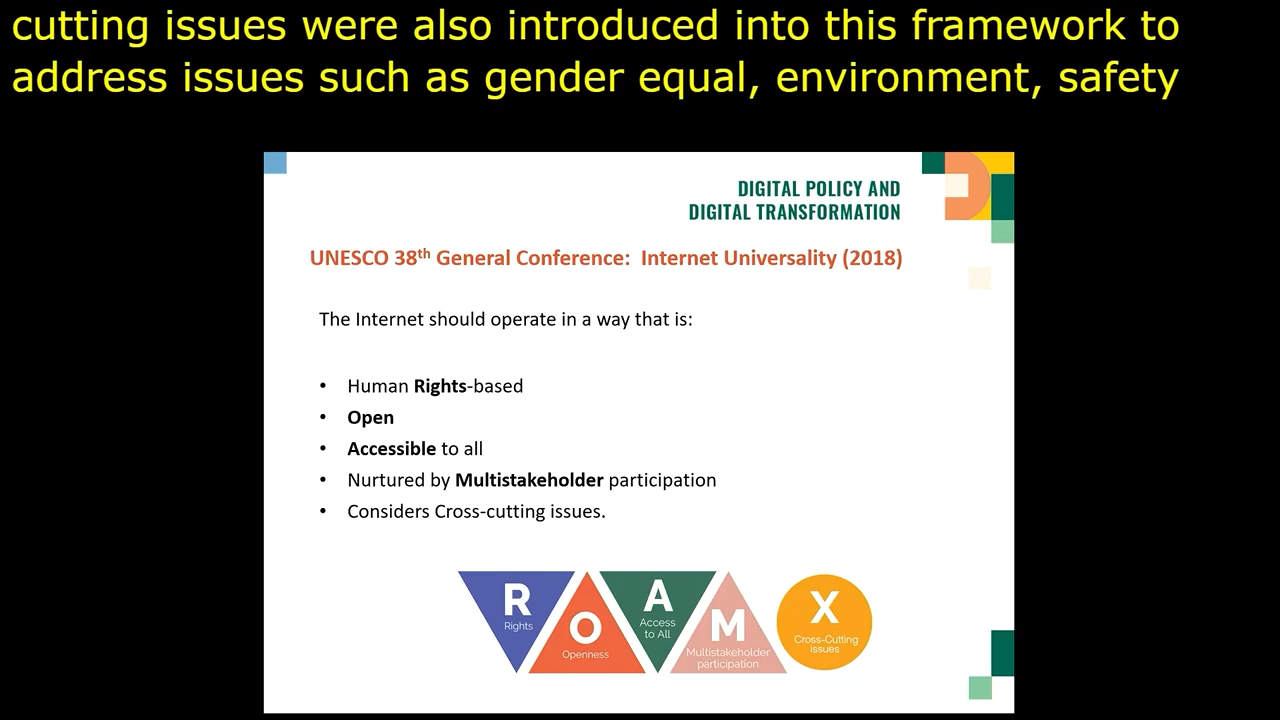 cutting issues were also introduced into this framework to
address issues such as gender equal, environment, safety
DIGITAL POLICY AND
DIGITAL TRANSFORMATION
UNESCO 38th General Conference: Internet Universality (2018)
The Internet should operate in a way that is:
• Human Rights-based
• Open
• Accessible to all
• Nurtured by Multistakeholder participation
• Considers Cross-cutting issues.
R
Rights
O
Openness
A
Access
to All
M
Multistakeholder
participation
X
Cross-Cutting
issues